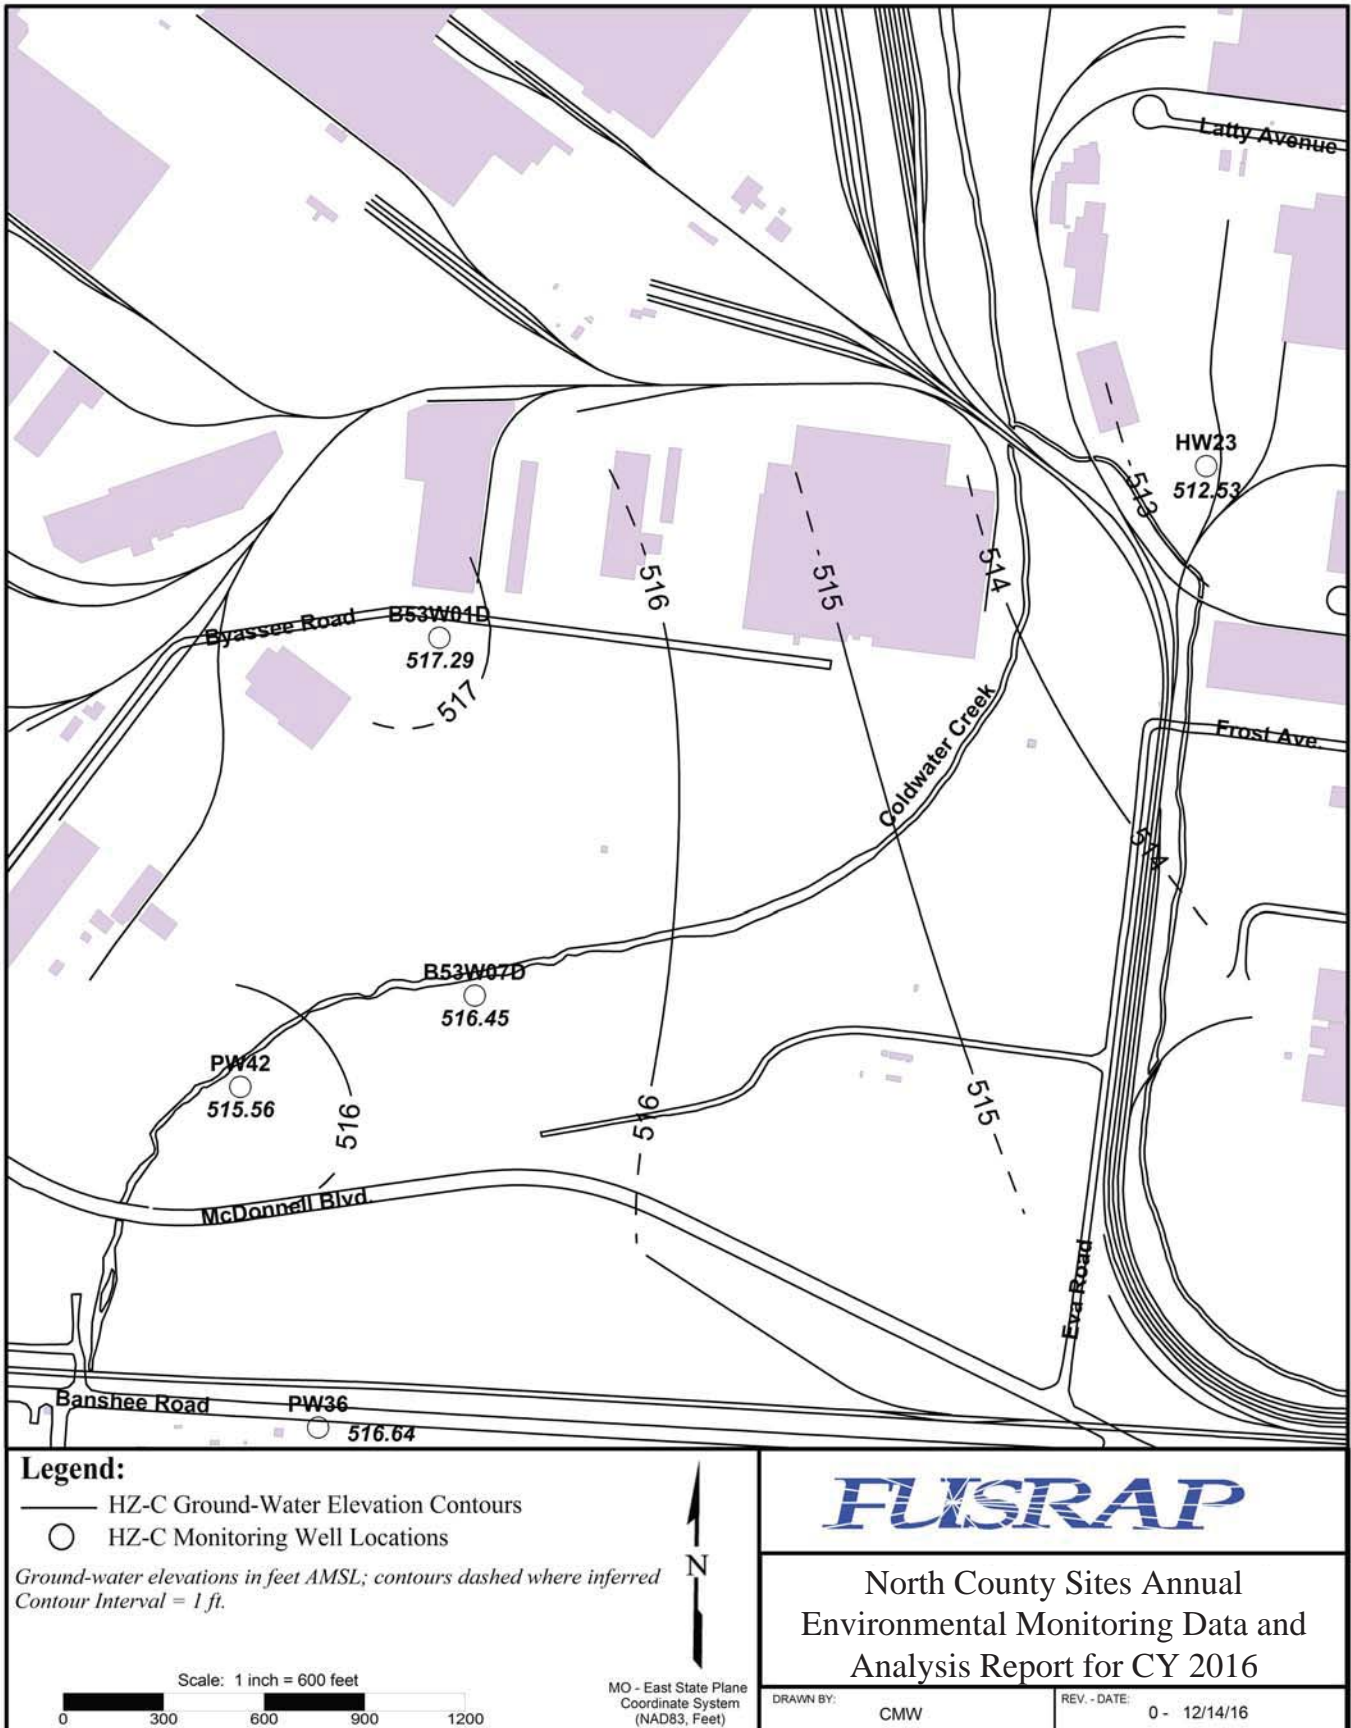 Latty Avenue
HW23
512.53
513
514
515
516
Byassee Road
B53W01D
517.29
517
Coldwater Creek
Frost Ave.
514
B53W07D
516.45
PW42
515.56
516
516
515
McDonnell Blvd.
Eva Road
Banshee Road
PW36
516.64
Legend:
HZ-C Ground-Water Elevation Contours
HZ-C Monitoring Well Locations
Ground-water elevations in feet AMSL; contours dashed where inferred
Contour Interval = 1 ft.
Scale: 1 inch = 600 feet
0 300 600 900 1200
N
MO - East State Plane
Coordinate System
(NAD83, Feet)
FUSRAP
North County Sites Annual
Environmental Monitoring Data and
Analysis Report for CY 2016
DRAWN BY:
CMW
REV. - DATE:
0 - 12/14/16